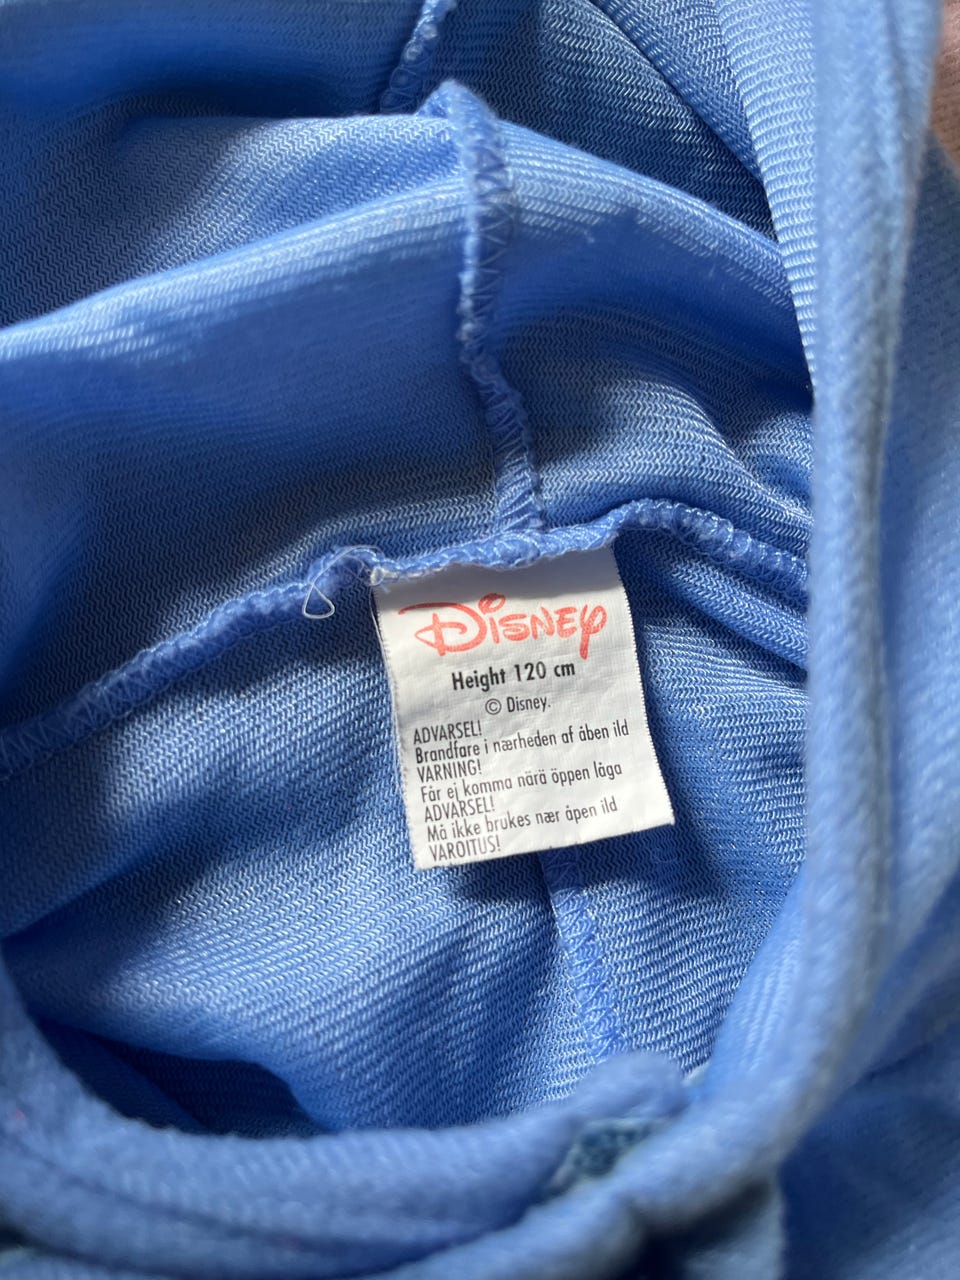 Disney
Height 120 cm
© Disney.
ADVARSEL!
Brandfare i nærheden af åben ild
VARNING!
Får ej komma närä öppen låga
ADVARSEL!
Må ikke brukes nær åpen ild
VAROITUS!